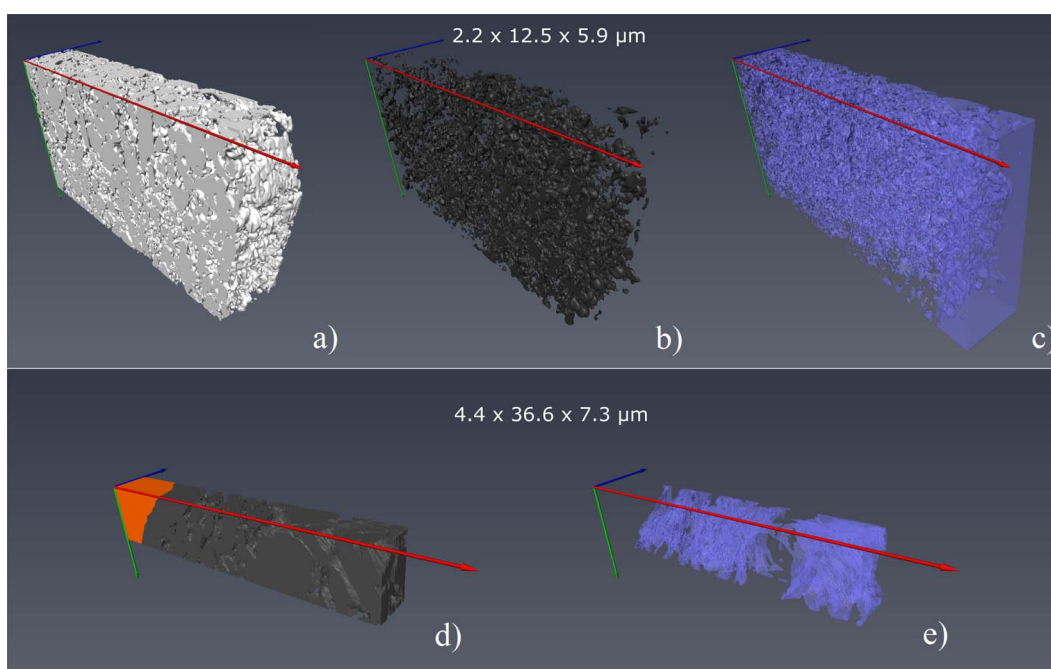 2.2 x 12.5 x 5.9 µm
a)
b)
c)
4.4 x 36.6 x 7.3 µm
d)
e)